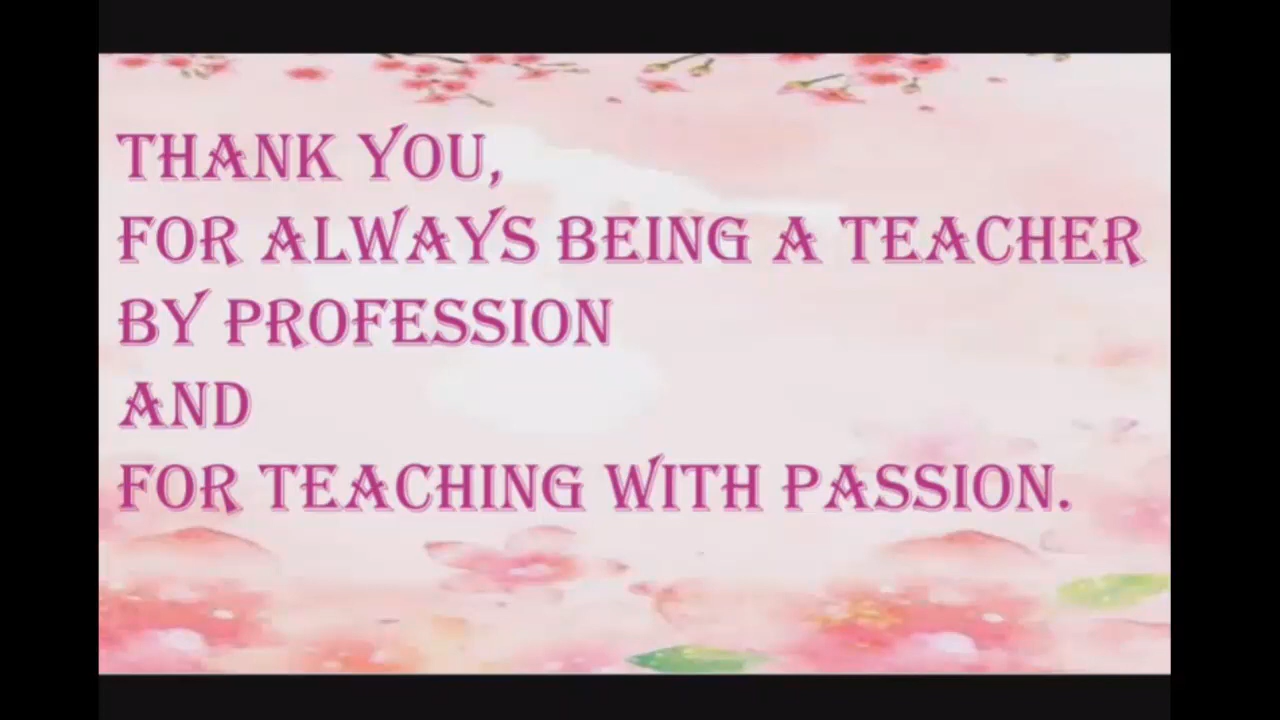 THANK YOU,
FOR ALWAYS BEING A TEACHER
BY PROFESSION
AND
FOR TEACHING WITH PASSION.